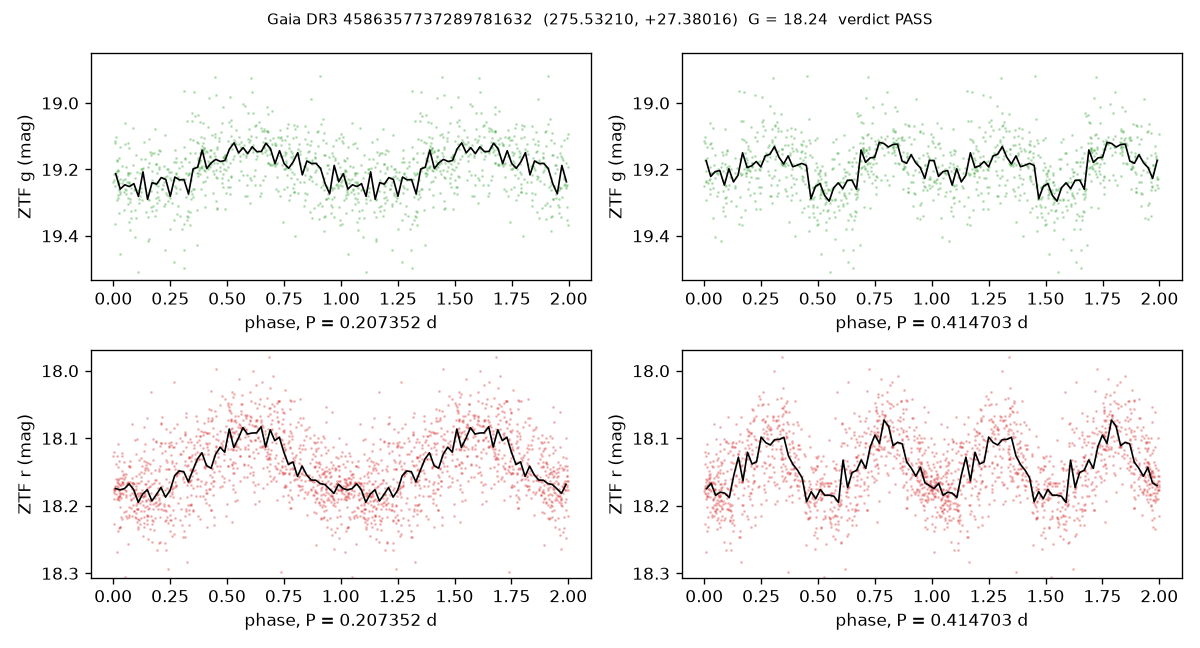 Gaia DR3 4586357737289781632  (275.53210, +27.38016)  G = 18.24  verdict PASS
ZTF g (mag)
19.0
19.2
19.4
0.00 0.25 0.50 0.75 1.00 1.25 1.50 1.75 2.00
phase, P = 0.207352 d
ZTF g (mag)
19.0
19.2
19.4
0.00 0.25 0.50 0.75 1.00 1.25 1.50 1.75 2.00
phase, P = 0.414703 d
ZTF r (mag)
18.0
18.1
18.2
18.3
0.00 0.25 0.50 0.75 1.00 1.25 1.50 1.75 2.00
phase, P = 0.207352 d
ZTF r (mag)
18.0
18.1
18.2
18.3
0.00 0.25 0.50 0.75 1.00 1.25 1.50 1.75 2.00
phase, P = 0.414703 d